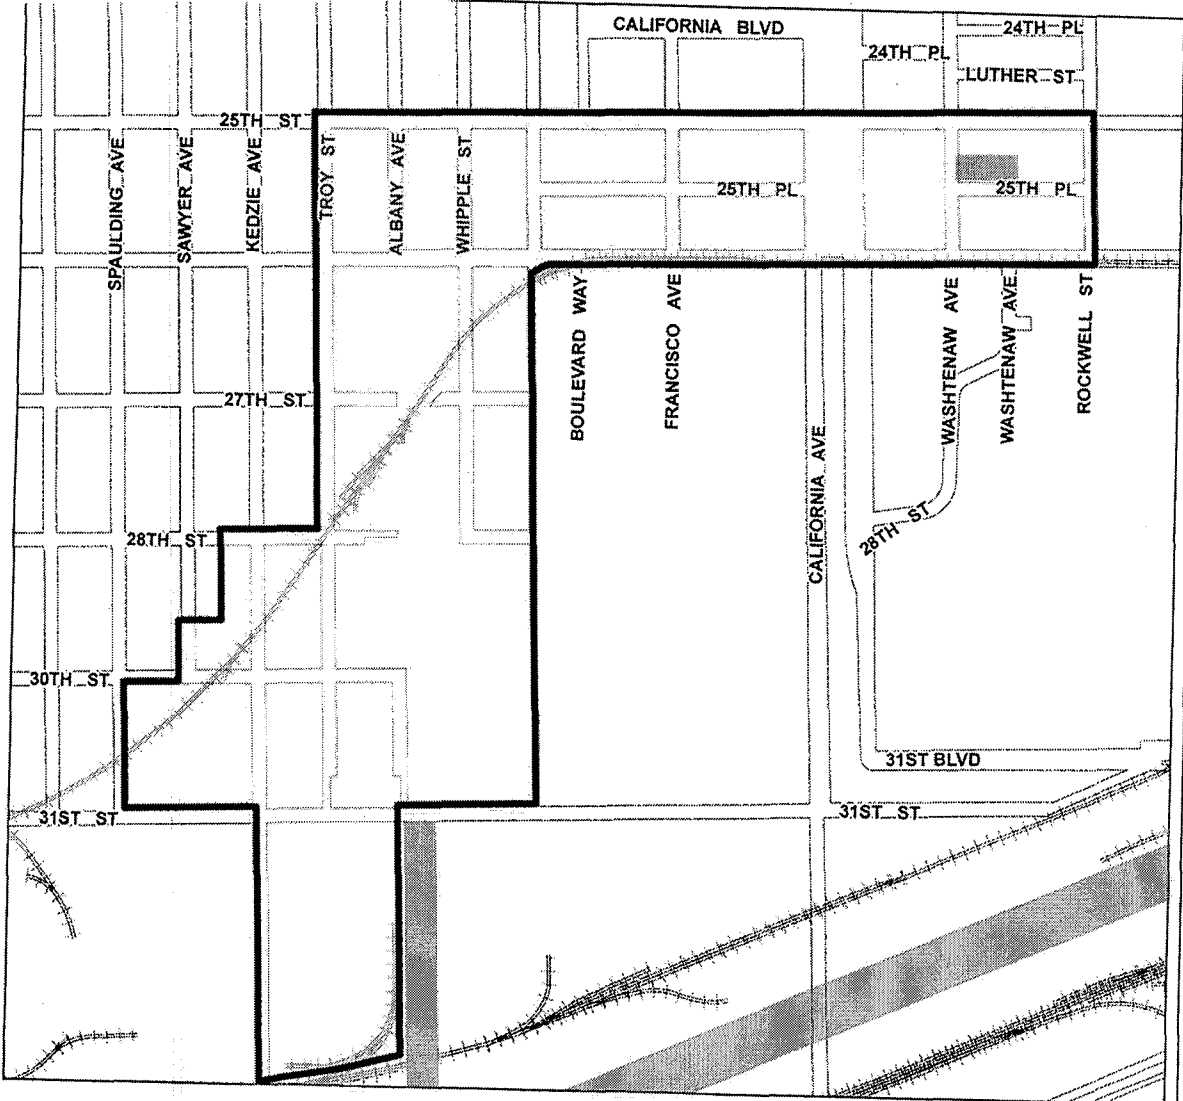 CALIFORNIA BLVD
24TH PL
24TH PL
LUTHER ST
25TH ST
SPAULDING AVE
SAWYER AVE
KEDZIE AVE
TROY ST
ALBANY AVE
WHIPPLE ST
25TH PL
25TH PL
BOULEVARD WAY
FRANCISCO AVE
WASHTENAW AVE
WASHTENAW AVE
ROCKWELL ST
27TH ST
CALIFORNIA AVE
28TH ST
28TH ST
30TH ST
31ST BLVD
31ST ST
31ST ST